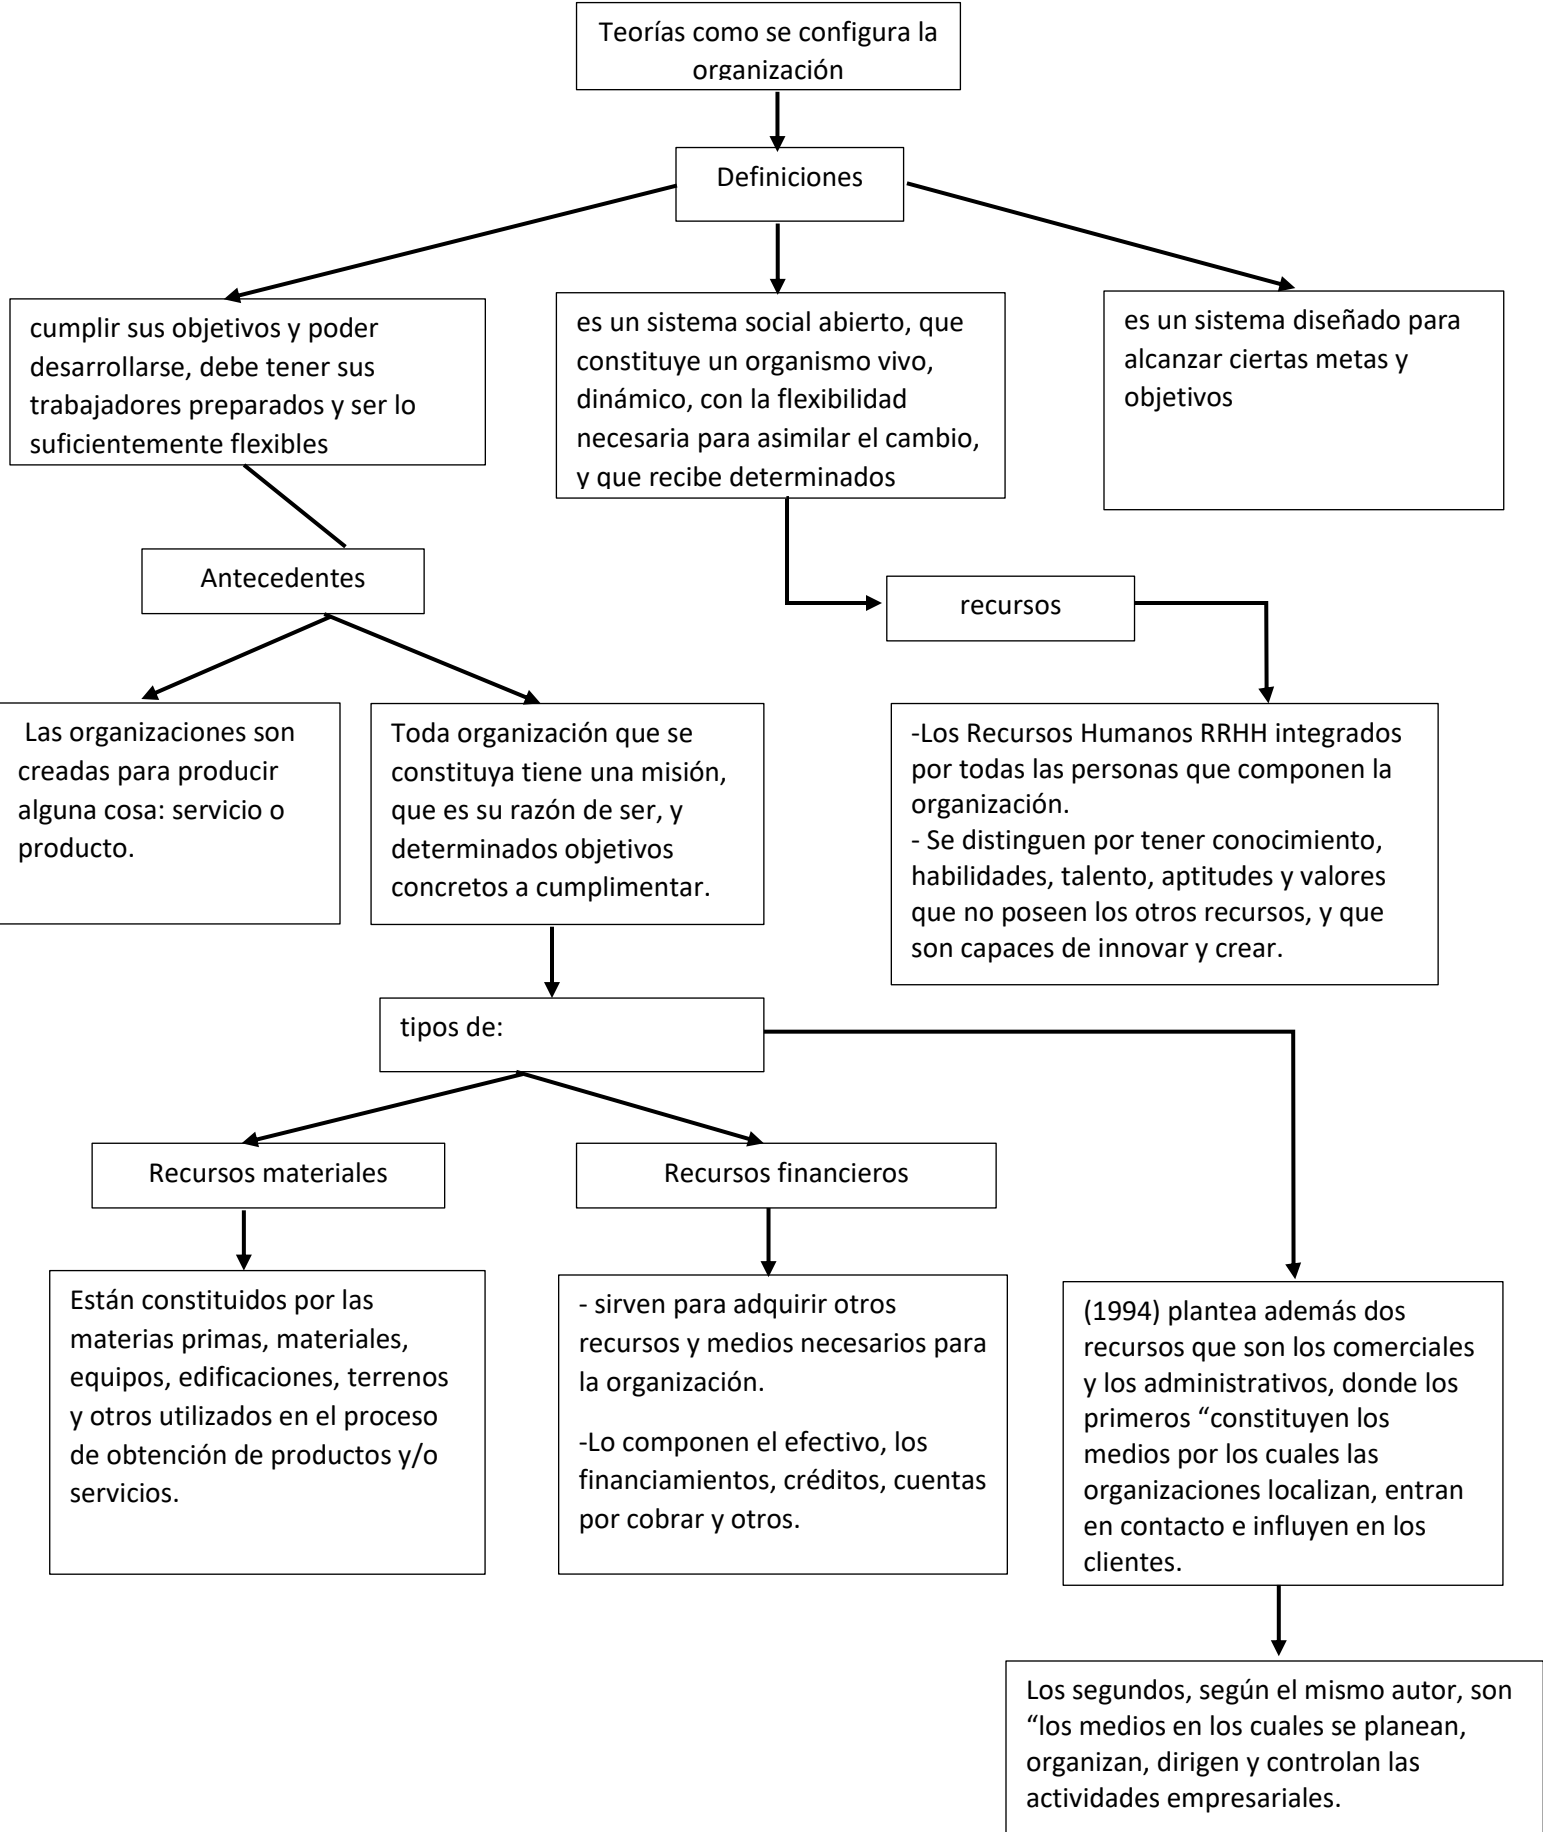 Teorías como se configura la
organización
Definiciones
cumplir sus objetivos y poder
desarrollarse, debe tener sus
trabajadores preparados y ser lo
suficientemente flexibles
es un sistema social abierto, que
constituye un organismo vivo,
dinámico, con la flexibilidad
necesaria para asimilar el cambio,
y que recibe determinados
es un sistema diseñado para
alcanzar ciertas metas y
objetivos
Antecedentes
recursos
Las organizaciones son
creadas para producir
alguna cosa: servicio o
producto.
Toda organización que se
constituya tiene una misión,
que es su razón de ser, y
determinados objetivos
concretos a cumplimentar.
-Los Recursos Humanos RRHH integrados
por todas las personas que componen la
organización.
- Se distinguen por tener conocimiento,
habilidades, talento, aptitudes y valores
que no poseen los otros recursos, y que
son capaces de innovar y crear.
tipos de:
Recursos materiales
Recursos financieros
Están constituidos por las
materias primas, materiales,
equipos, edificaciones, terrenos
y otros utilizados en el proceso
de obtención de productos y/o
servicios.
- sirven para adquirir otros
recursos y medios necesarios para
la organización.
-Lo componen el efectivo, los
financiamientos, créditos, cuentas
por cobrar y otros.
(1994) plantea además dos
recursos que son los comerciales
y los administrativos, donde los
primeros “constituyen los
medios por los cuales las
organizaciones localizan, entran
en contacto e influyen en los
clientes.
Los segundos, según el mismo autor, son
“los medios en los cuales se planean,
organizan, dirigen y controlan las
actividades empresariales.